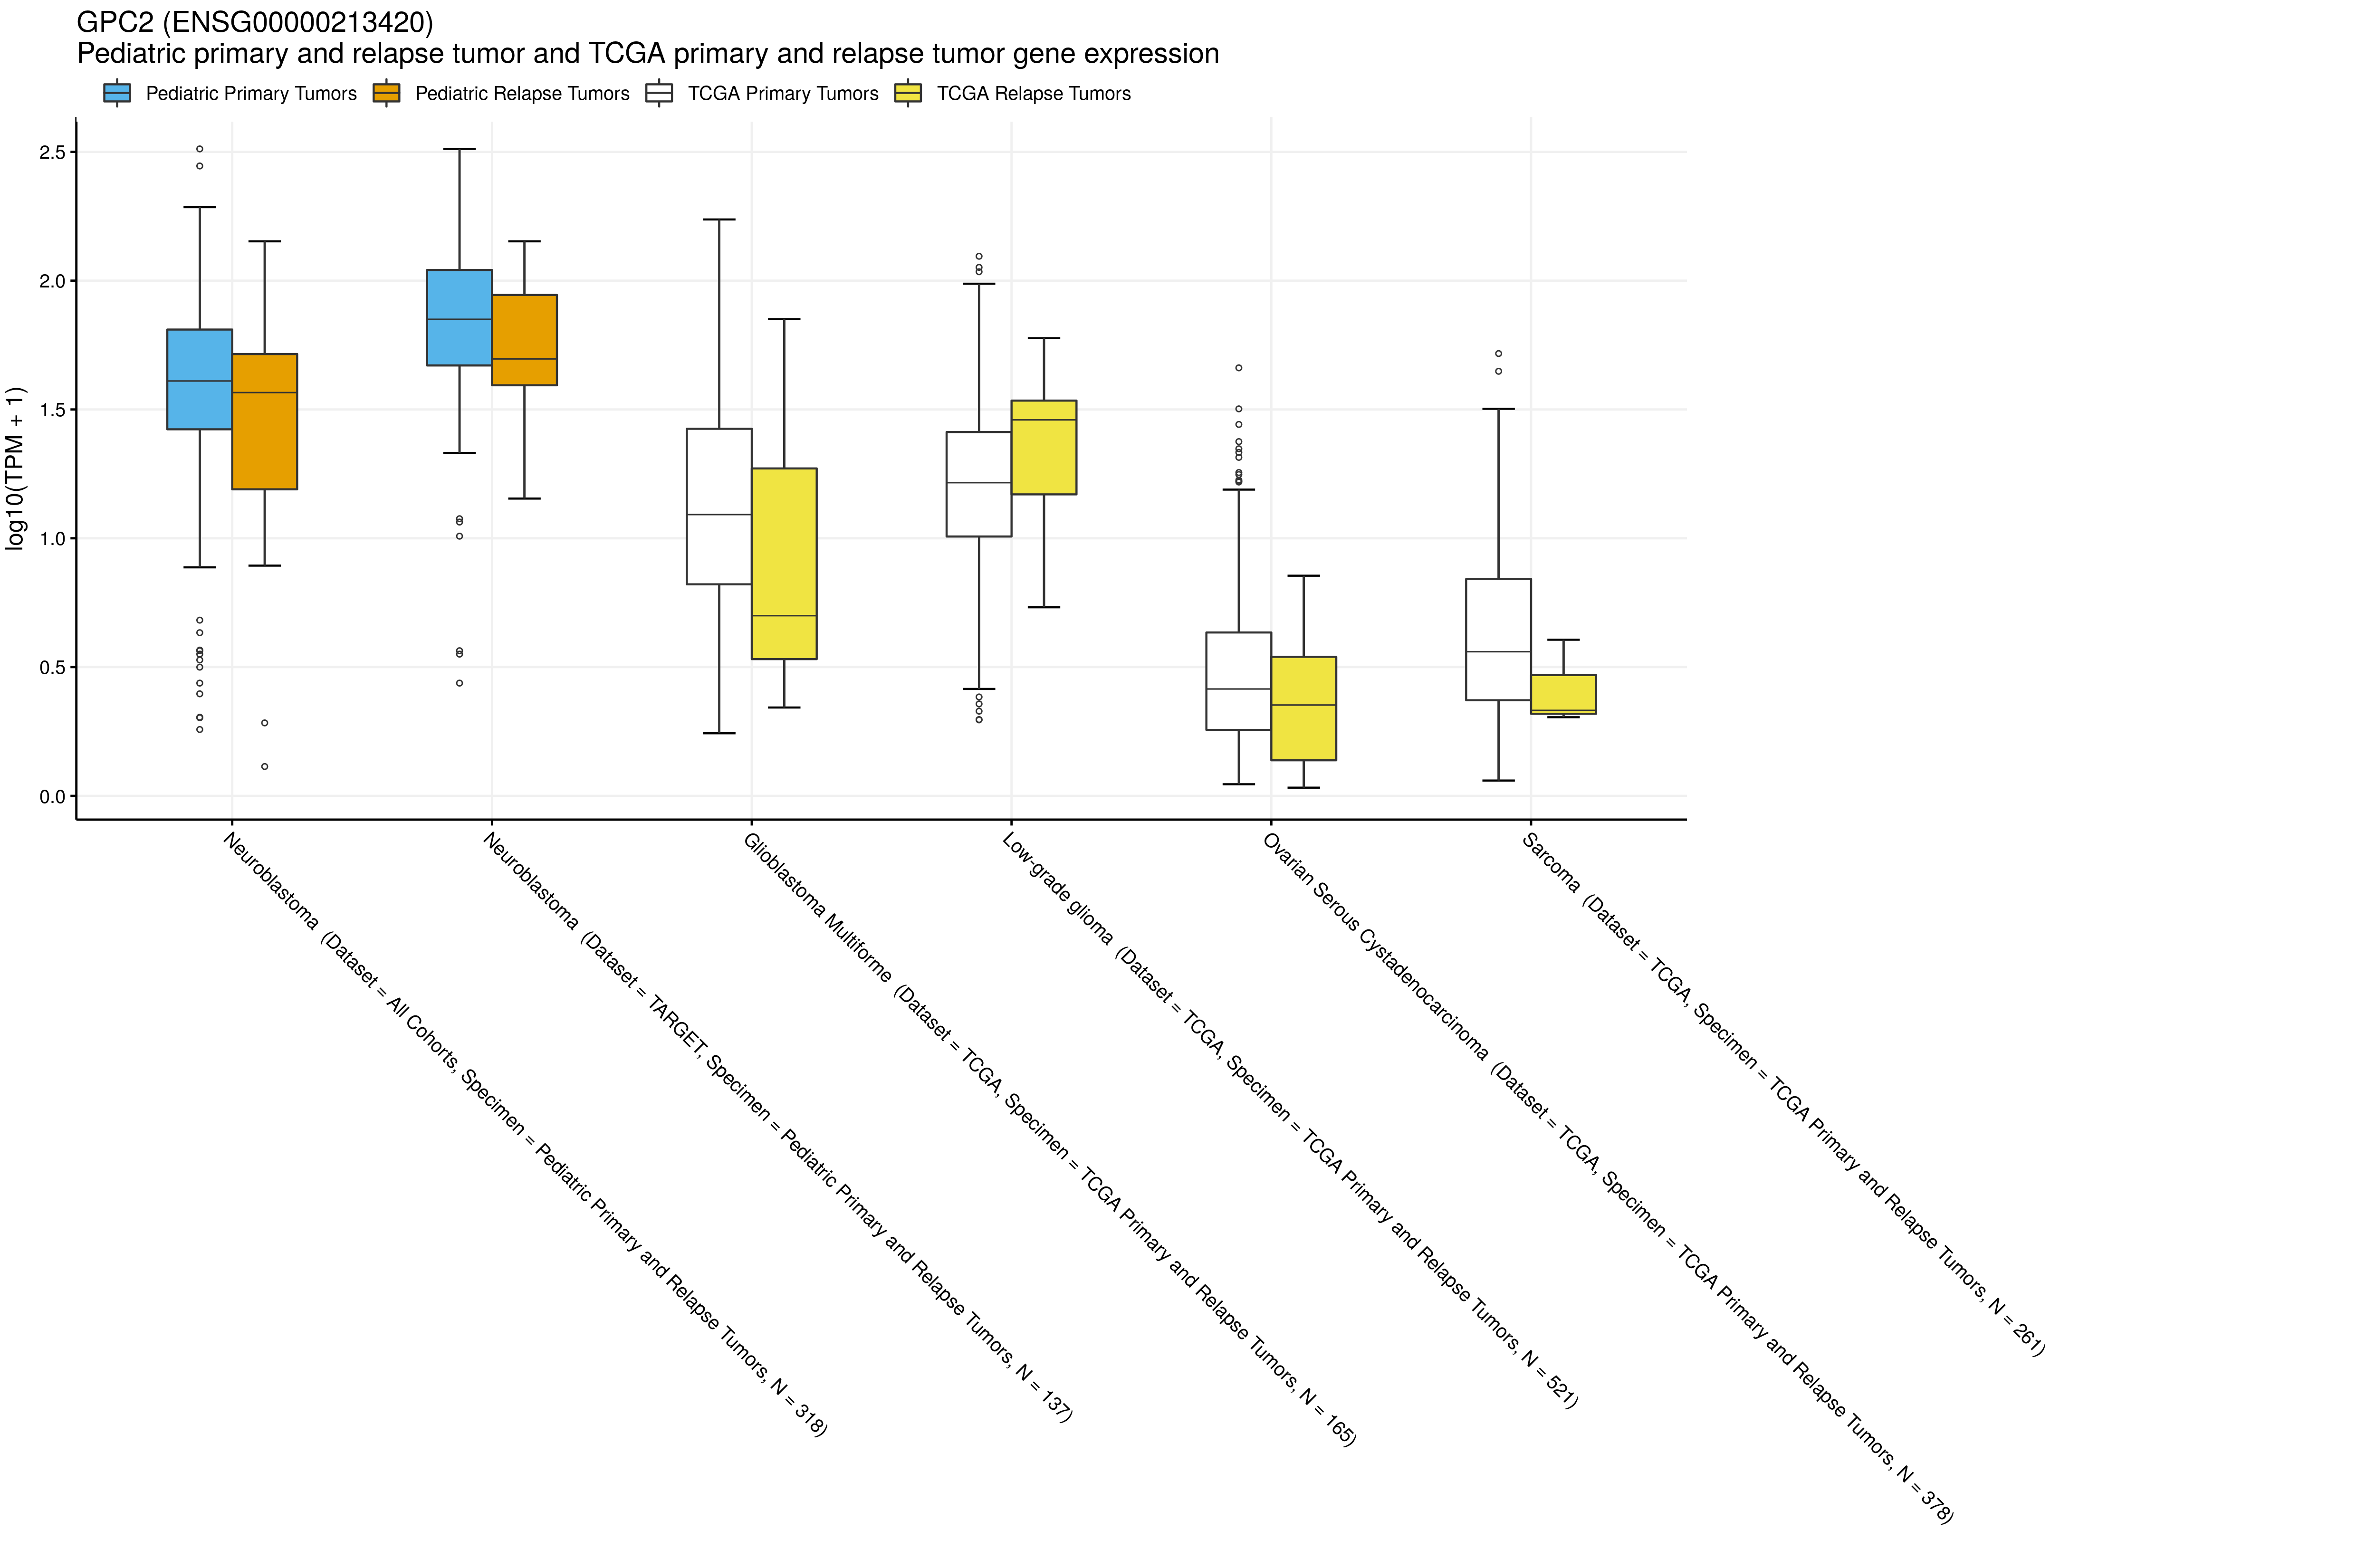 GPC2 (ENSG00000213420)
Pediatric primary and relapse tumor and TCGA primary and relapse tumor gene expression
Pediatric Primary Tumors
Pediatric Relapse Tumors
TCGA Primary Tumors
TCGA Relapse Tumors
log10(TPM + 1)
2.5
2.0
1.5
1.0
0.5
0.0
Neuroblastoma (Dataset = All Cohorts, Specimen = Pediatric Primary and Relapse Tumors, N = 318)
Neuroblastoma (Dataset = TARGET, Specimen = Pediatric Primary and Relapse Tumors, N = 137)
Glioblastoma Multiforme (Dataset = TCGA, Specimen = TCGA Primary and Relapse Tumors, N = 165)
Low-grade glioma (Dataset = TCGA, Specimen = TCGA Primary and Relapse Tumors, N = 521)
Ovarian Serous Cystadenocarcinoma (Dataset = TCGA, Specimen = TCGA Primary and Relapse Tumors, N = 378)
Sarcoma (Dataset = TCGA, Specimen = TCGA Primary and Relapse Tumors, N = 261)